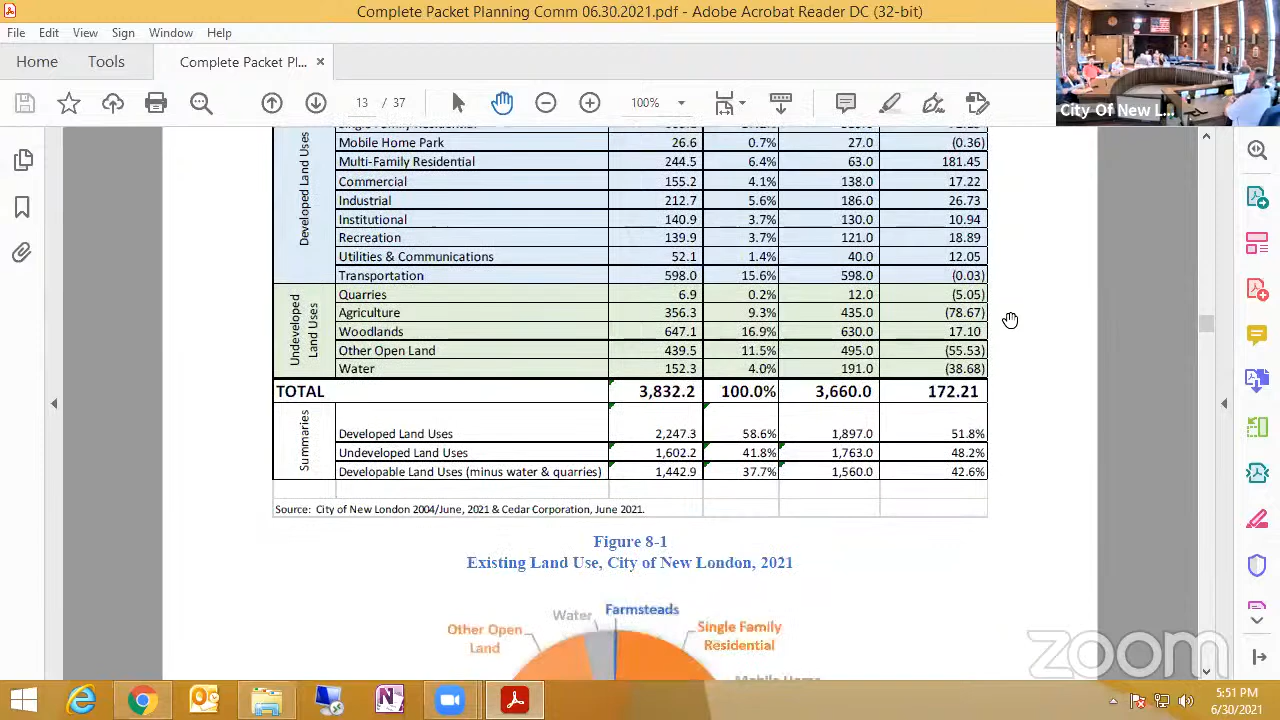 Complete Packet Planning Comm 06.30.2021.pdf - Adobe Acrobat Reader DC (32-bit)
File Edit View Sign Window Help
Home Tools Complete Packet Pl... ×
13 / 37 100%
City Of New L...
Developed Land Uses
Mobile Home Park 26.6 0.7% 27.0 (0.36)
Multi-Family Residential 244.5 6.4% 63.0 181.45
Commercial 155.2 4.1% 138.0 17.22
Industrial 212.7 5.6% 186.0 26.73
Institutional 140.9 3.7% 130.0 10.94
Recreation 139.9 3.7% 121.0 18.89
Utilities & Communications 52.1 1.4% 40.0 12.05
Transportation 598.0 15.6% 598.0 (0.03)
Undeveloped
Land Uses
Quarries 6.9 0.2% 12.0 (5.05)
Agriculture 356.3 9.3% 435.0 (78.67)
Woodlands 647.1 16.9% 630.0 17.10
Other Open Land 439.5 11.5% 495.0 (55.53)
Water 152.3 4.0% 191.0 (38.68)
TOTAL 3,832.2 100.0% 3,660.0 172.21
Summaries
Developed Land Uses 2,247.3 58.6% 1,897.0 51.8%
Undeveloped Land Uses 1,602.2 41.8% 1,763.0 48.2%
Developable Land Uses (minus water & quarries) 1,442.9 37.7% 1,560.0 42.6%
Source: City of New London 2004/June, 2021 & Cedar Corporation, June 2021.
Figure 8-1
Existing Land Use, City of New London, 2021
Farmsteads
Water
Single Family
Residential
Other Open
Land
Mobile Home
zoom
5:51 PM
6/30/2021